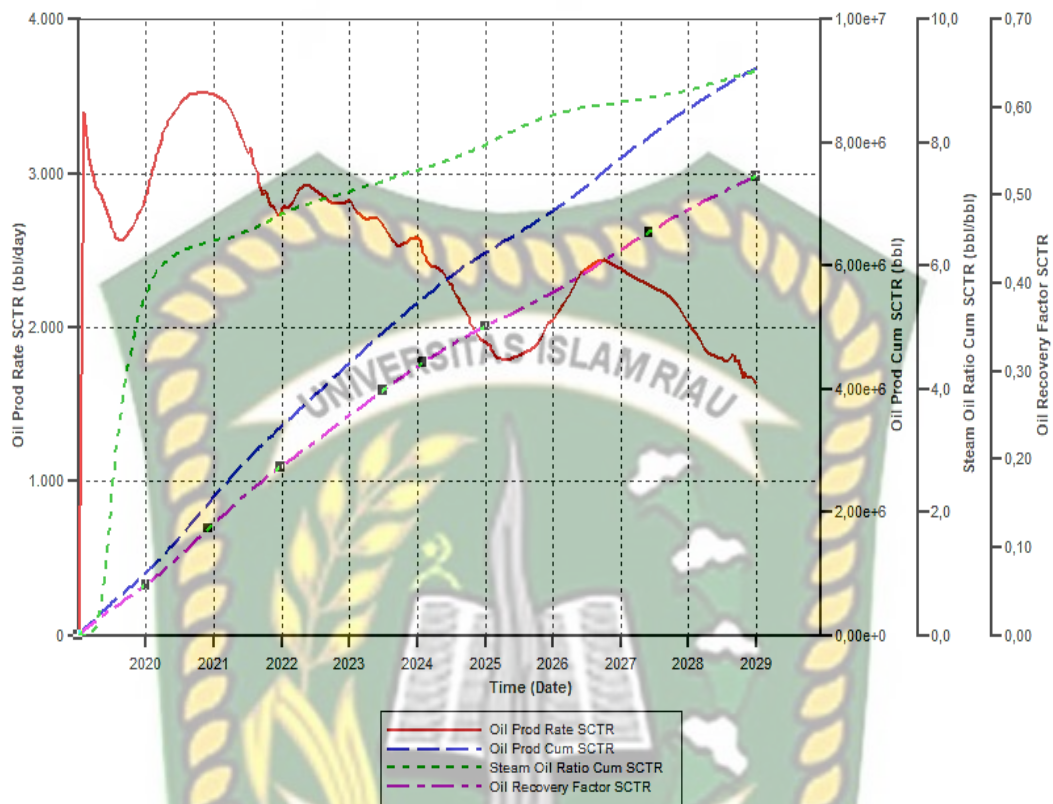 4.000
3.000
2.000
1.000
0
Oil Prod Rate SCTR (bbl/day)
1,00e+7
8,00e+6
6,00e+6
4,00e+6
2,00e+6
0,00e+0
Oil Prod Cum SCTR (bbl)
10,0
8,0
6,0
4,0
2,0
0,0
Steam Oil Ratio Cum SCTR (bbl/bbl)
0,70
0,60
0,50
0,40
0,30
0,20
0,10
0,00
Oil Recovery Factor SCTR
UNIVERSITAS ISLAM RIAU
2020 2021 2022 2023 2024 2025 2026 2027 2028 2029
Time (Date)
Oil Prod Rate SCTR
Oil Prod Cum SCTR
Steam Oil Ratio Cum SCTR
Oil Recovery Factor SCTR